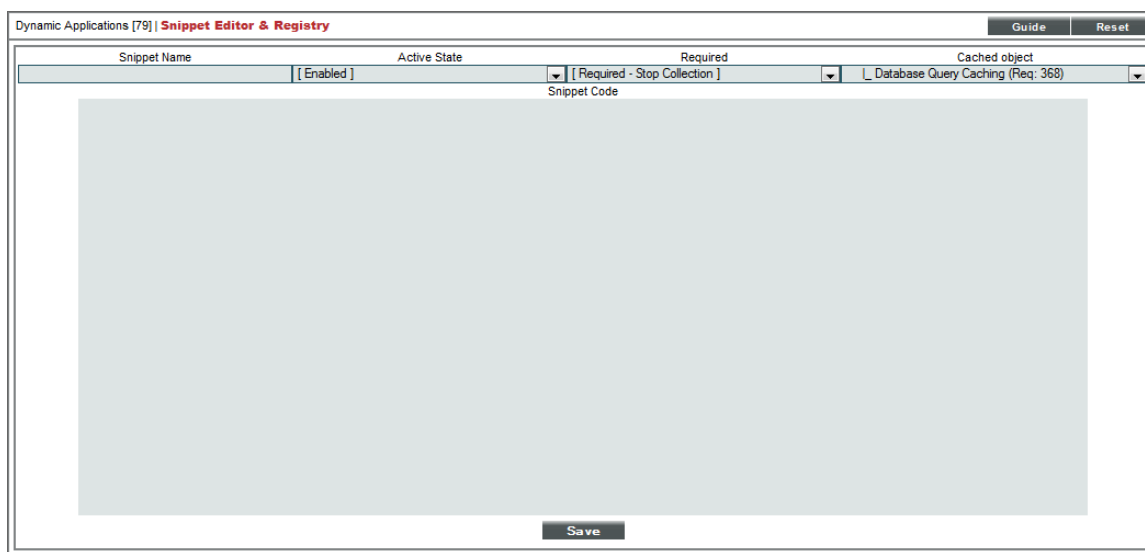 Dynamic Applications [79] | Snippet Editor & Registry Guide Reset
Snippet Name Active State Required Cached object
[ Enabled ] [ Required - Stop Collection ] |_ Database Query Caching (Req: 368)
Snippet Code
Save